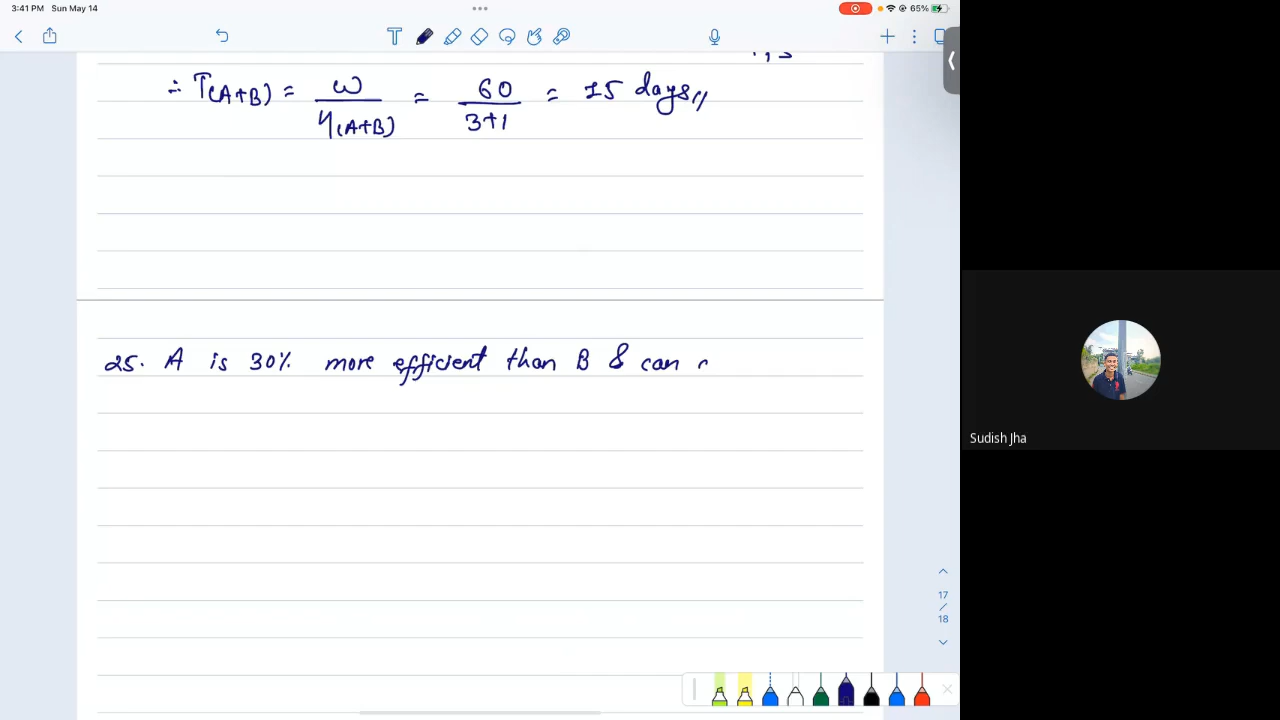 3:41 PM Sun May 14
65%
∴ T(A+B) = W / η(A+B) = 60 / 3+1 = 15 days //
25. A is 30% more efficient than B & can
17
/
18
Sudish Jha